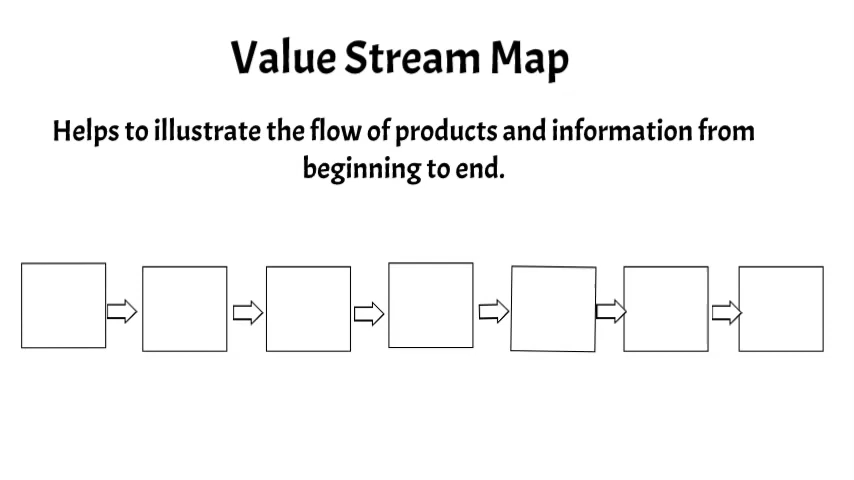 Value Stream Map
Helps to illustrate the flow of products and information from
beginning to end.